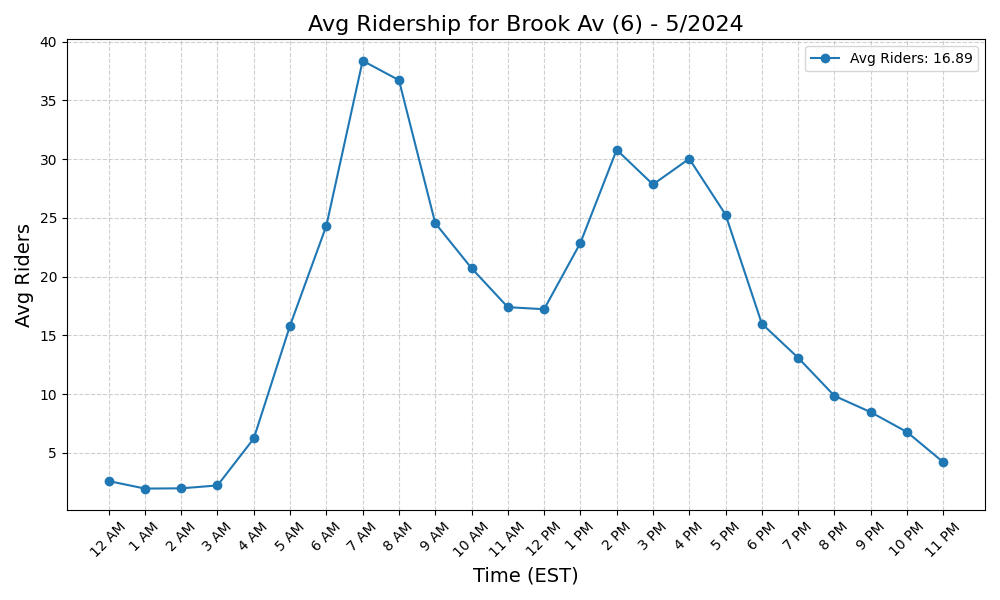 Avg Ridership for Brook Av (6) - 5/2024
Avg Riders: 16.89
Avg Riders
40
35
30
25
20
15
10
5
12 AM
1 AM
2 AM
3 AM
4 AM
5 AM
6 AM
7 AM
8 AM
9 AM
10 AM
11 AM
12 PM
1 PM
2 PM
3 PM
4 PM
5 PM
6 PM
7 PM
8 PM
9 PM
10 PM
11 PM
Time (EST)